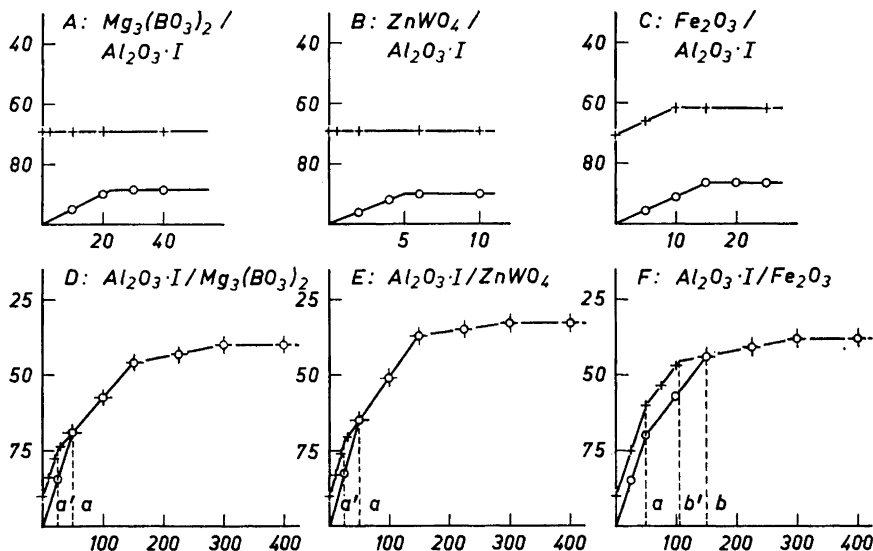 A: Mg₃(BO₃)₂ /
Al₂O₃·I
40
60
80
20 40
B: ZnWO₄ /
Al₂O₃·I
40
60
80
5 10
C: Fe₂O₃ /
Al₂O₃·I
40
60
80
10 20
D: Al₂O₃·I/Mg₃(BO₃)₂
25
50
75
a' a
100 200 300 400
E: Al₂O₃·I/ZnWO₄
25
50
75
a' a
100 200 300 400
F: Al₂O₃·I/Fe₂O₃
25
50
75
a b' b
100 200 300 400